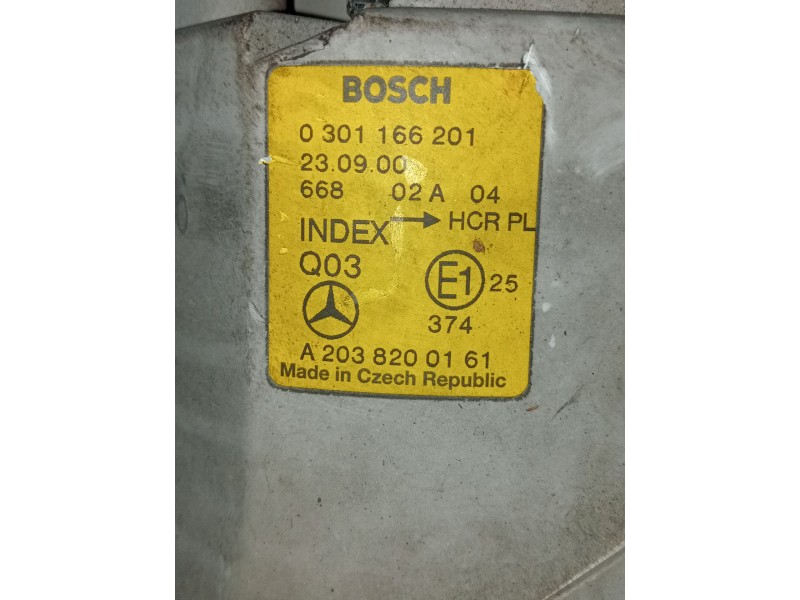 BOSCH
0 301 166 201
23.09.00
668 02 A 04
INDEX → HCR PL
Q03
E1 25
374
A 203 820 01 61
Made in Czech Republic